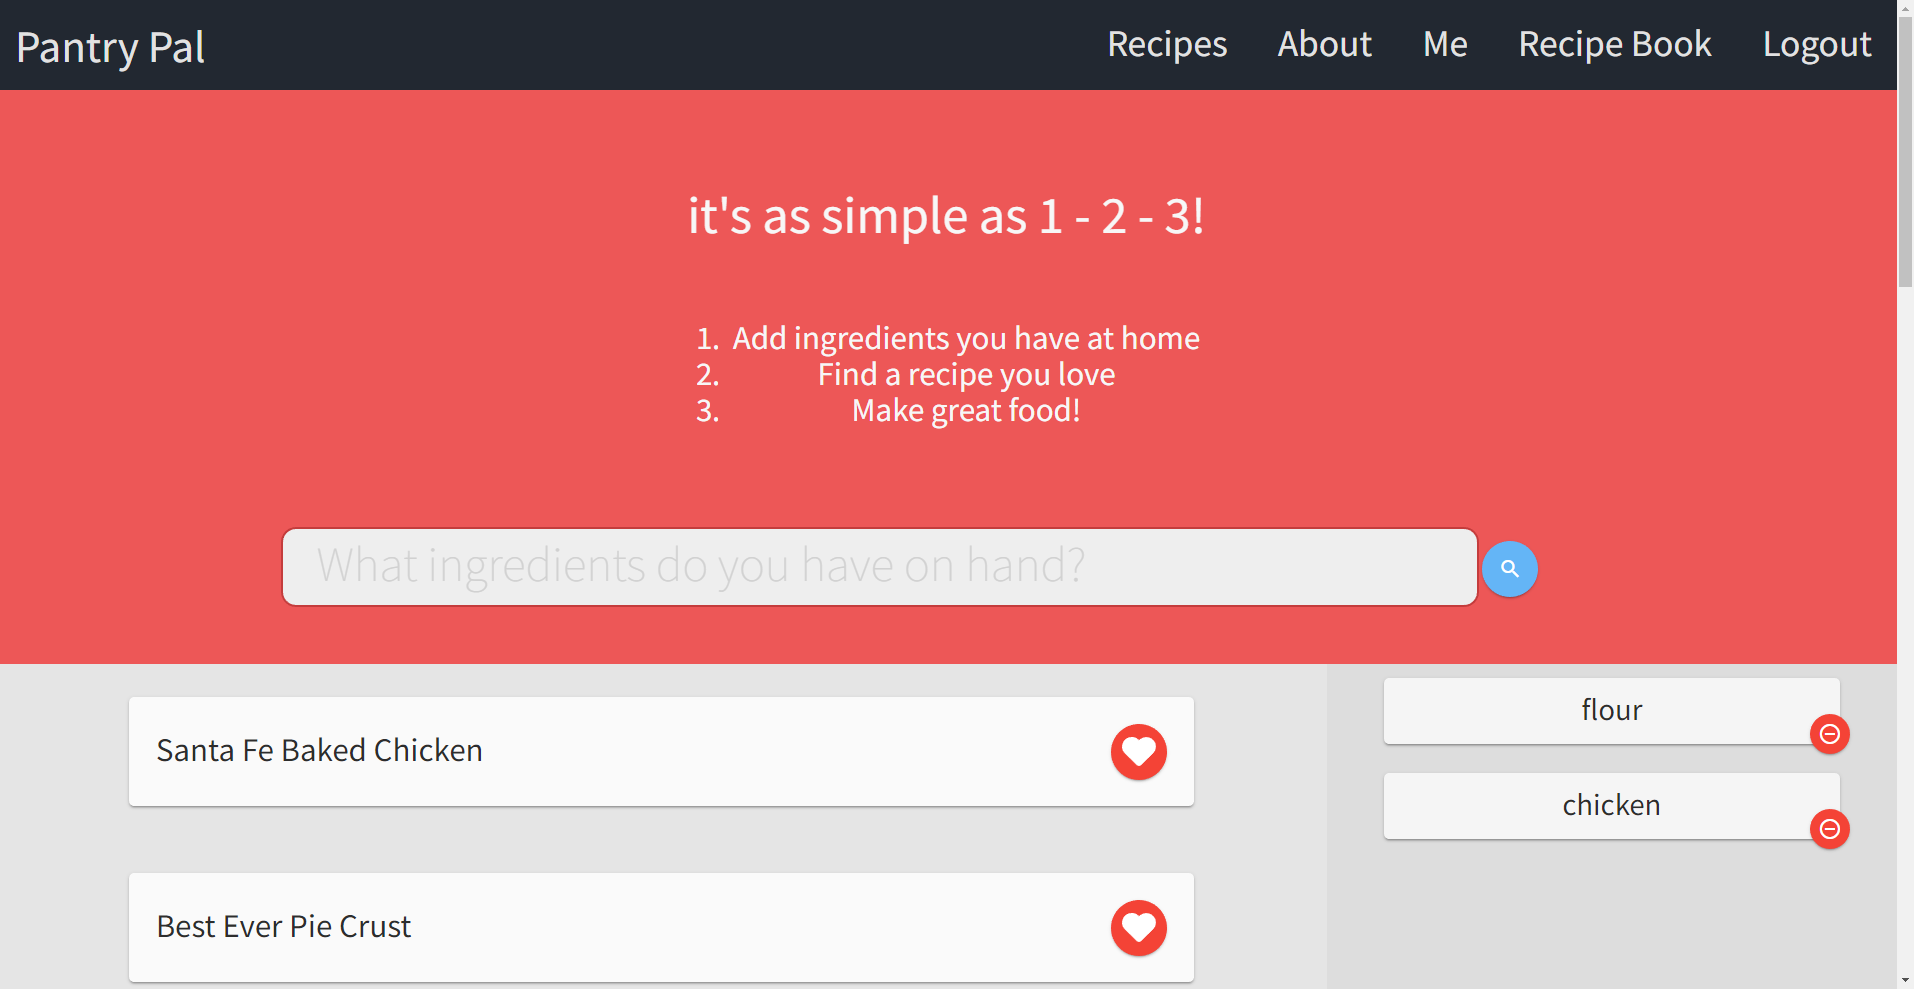 Pantry Pal
Recipes About Me Recipe Book Logout
it's as simple as 1 - 2 - 3!
1. Add ingredients you have at home
2. Find a recipe you love
3. Make great food!
What ingredients do you have on hand?
Santa Fe Baked Chicken
Best Ever Pie Crust
flour
chicken